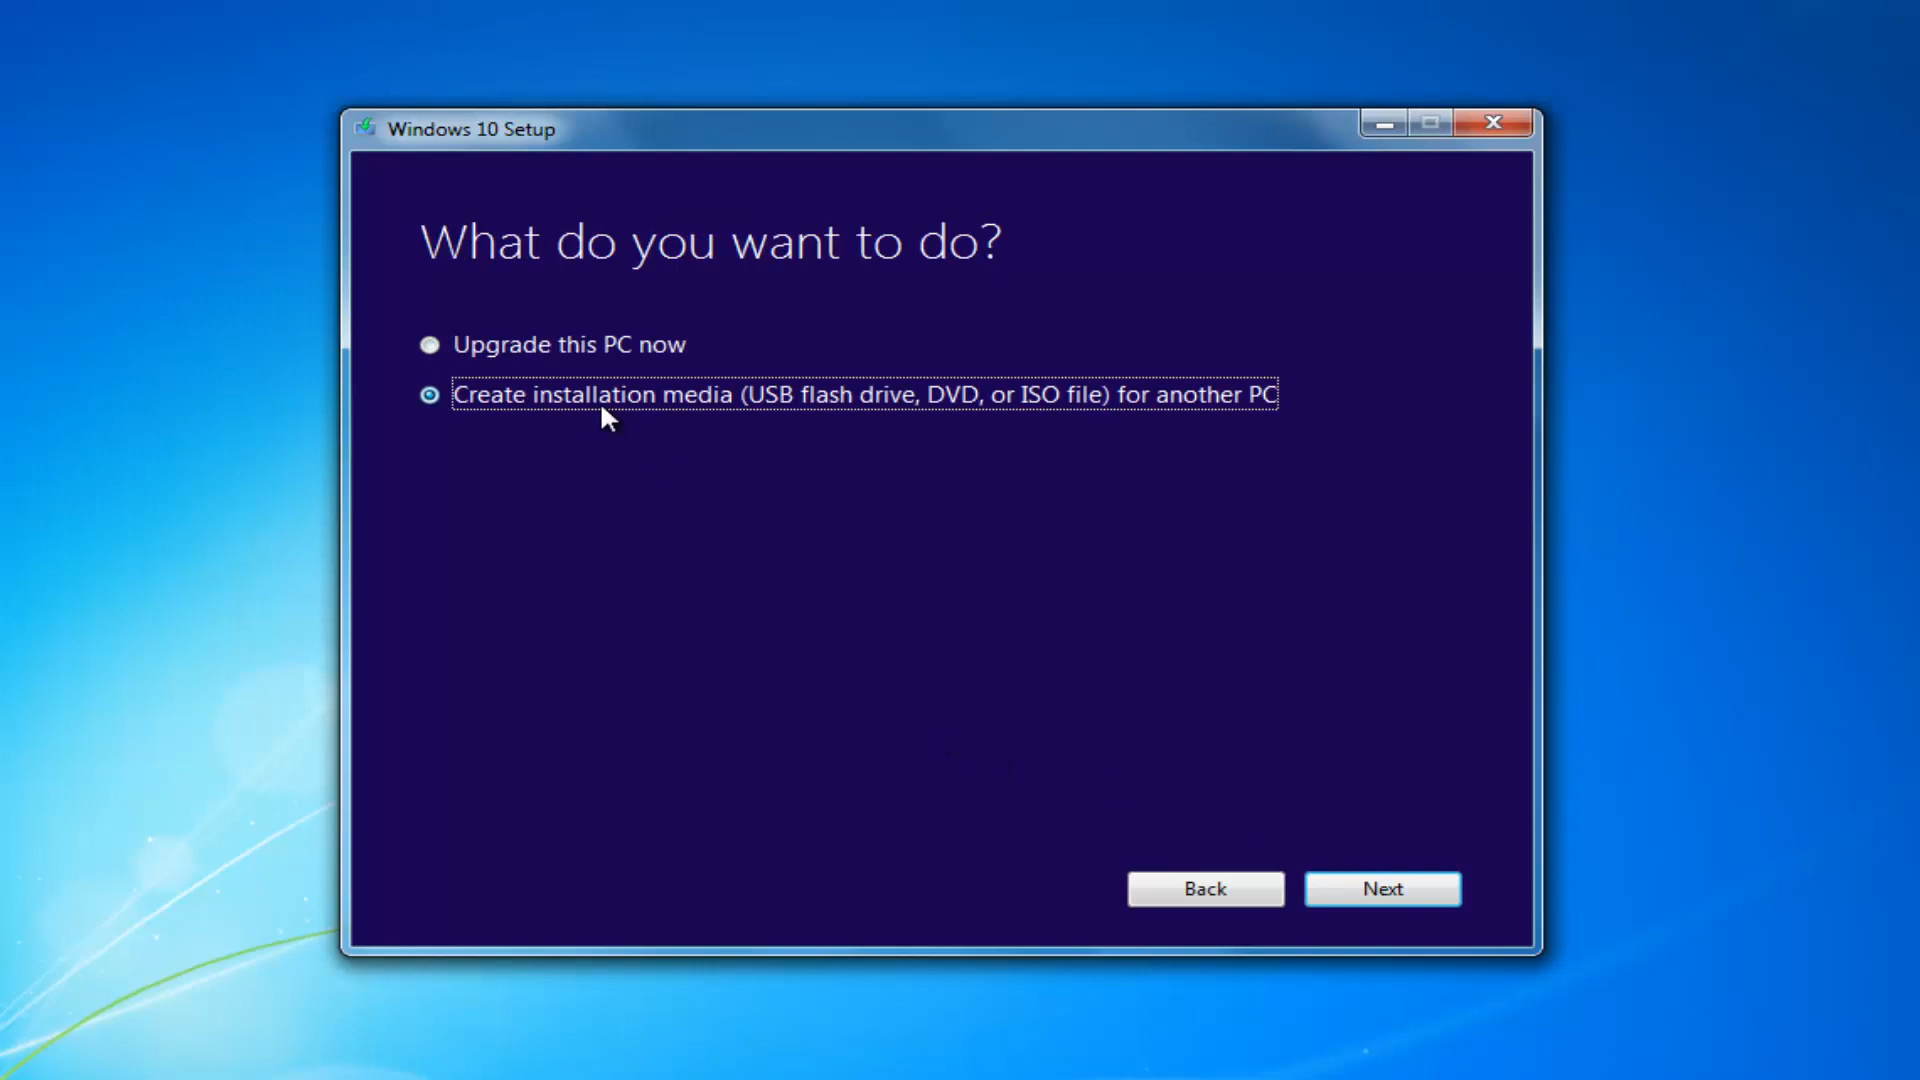 Windows 10 Setup
What do you want to do?
Upgrade this PC now
Create installation media (USB flash drive, DVD, or ISO file) for another PC
Back
Next